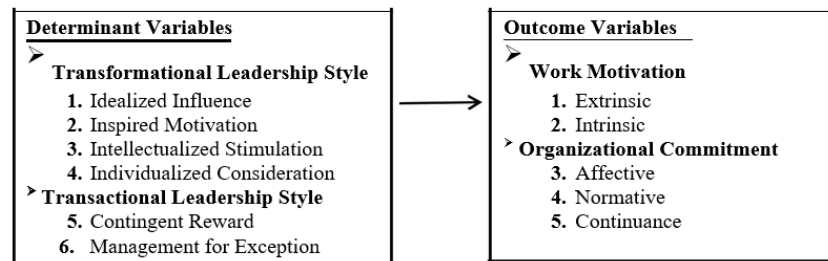 Determinant Variables
➢
Transformational Leadership Style
1. Idealized Influence
2. Inspired Motivation
3. Intellectualized Stimulation
4. Individualized Consideration
➢ Transactional Leadership Style
5. Contingent Reward
6. Management for Exception
Outcome Variables
➢
Work Motivation
1. Extrinsic
2. Intrinsic
➢ Organizational Commitment
3. Affective
4. Normative
5. Continuance